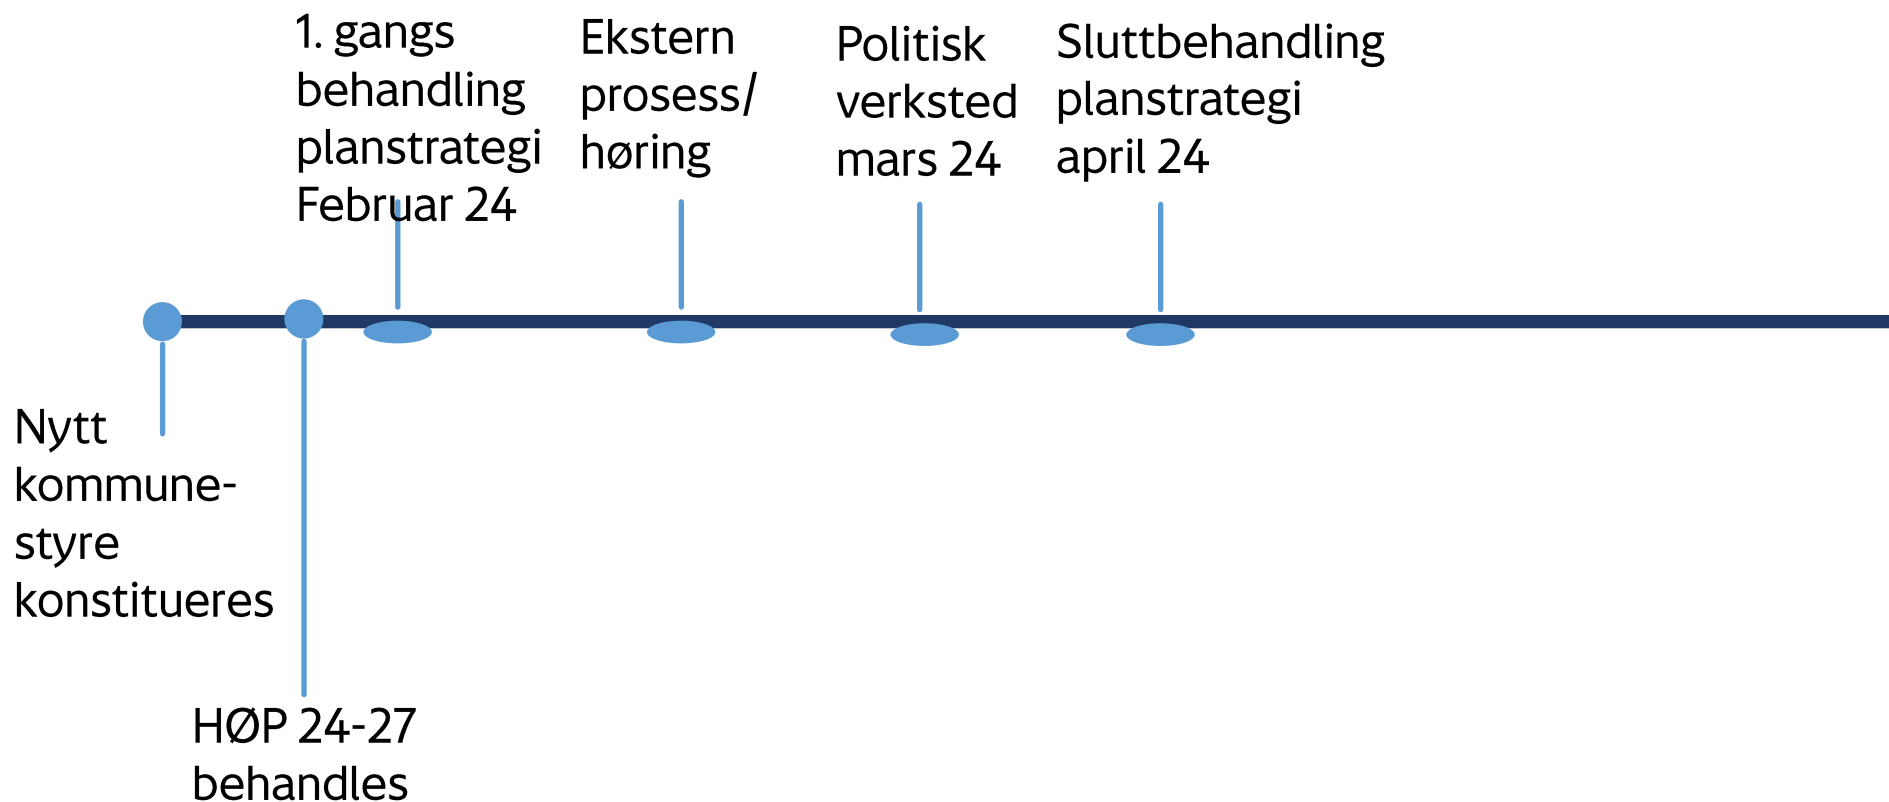 1. gangs
behandling
planstrategi
Februar 24
Ekstern
prosess/
høring
Politisk
verksted
mars 24
Sluttbehandling
planstrategi
april 24
Nytt
kommune-
styre
konstitueres
HØP 24-27
behandles